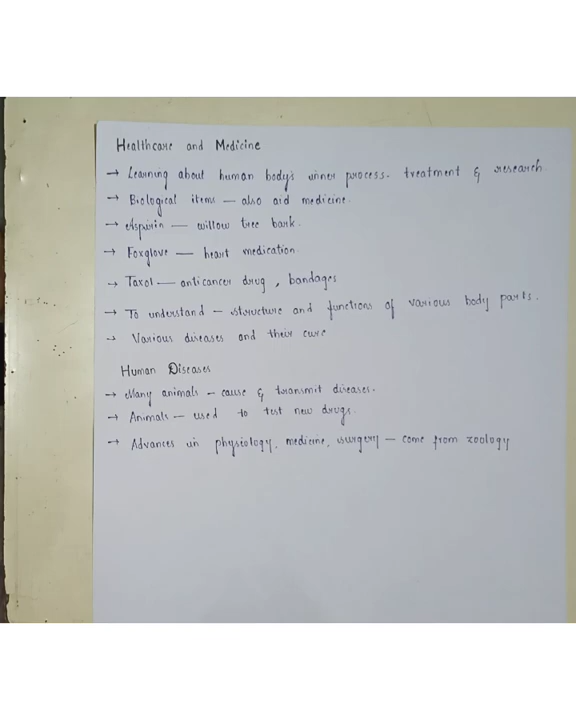 Healthcare and Medicine
→ Learning about human body's inner process. treatment & research
→ Biological items — also aid medicine.
→ Aspirin — willow tree bark.
→ Foxglove — heart medication.
→ Taxol — anticancer drug, bandages
→ To understand – structure and functions of various body parts.
→ Various diseases and their cure
Human Diseases
→ Many animals – cause & transmit diseases.
→ Animals – used to test new drugs.
→ Advances in physiology, medicine, surgery – come from zoology